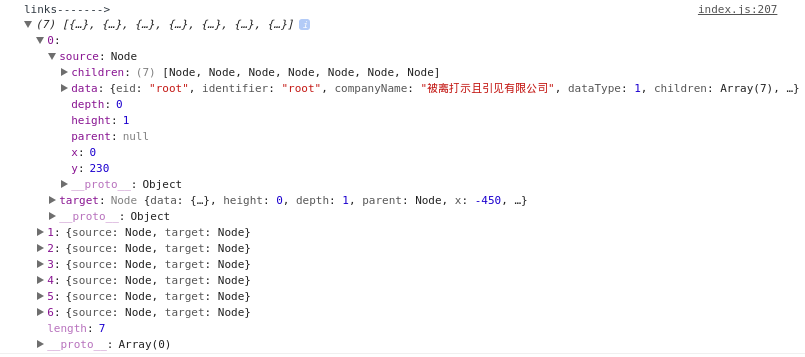 links-------> index.js:207
(7) [{…}, {…}, {…}, {…}, {…}, {…}, {…}] i
0:
source: Node
children: (7) [Node, Node, Node, Node, Node, Node, Node]
data: {eid: "root", identifier: "root", companyName: "被离打示且引见有限公司", dataType: 1, children: Array(7), …}
depth: 0
height: 1
parent: null
x: 0
y: 230
__proto__: Object
target: Node {data: {…}, height: 0, depth: 1, parent: Node, x: -450, …}
__proto__: Object
1: {source: Node, target: Node}
2: {source: Node, target: Node}
3: {source: Node, target: Node}
4: {source: Node, target: Node}
5: {source: Node, target: Node}
6: {source: Node, target: Node}
length: 7
__proto__: Array(0)